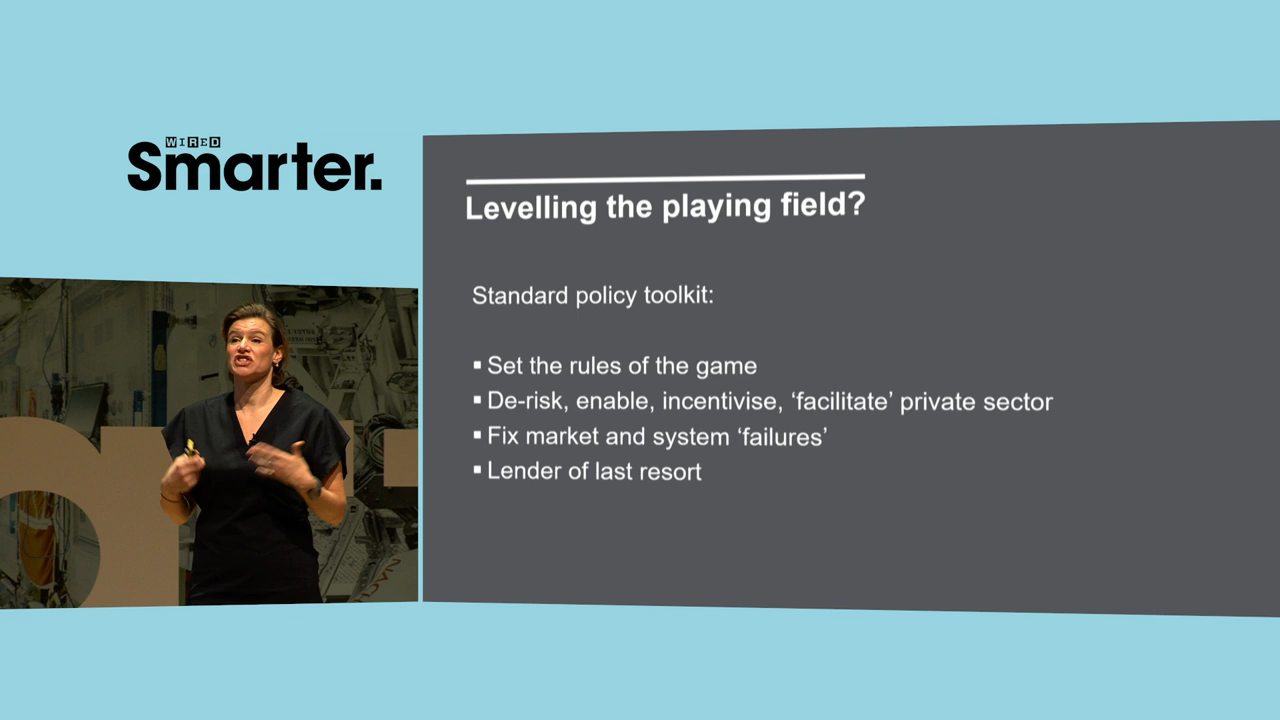 WIRED
Smarter.
Levelling the playing field?
Standard policy toolkit:
▪ Set the rules of the game
▪ De-risk, enable, incentivise, ‘facilitate’ private sector
▪ Fix market and system ‘failures’
▪ Lender of last resort